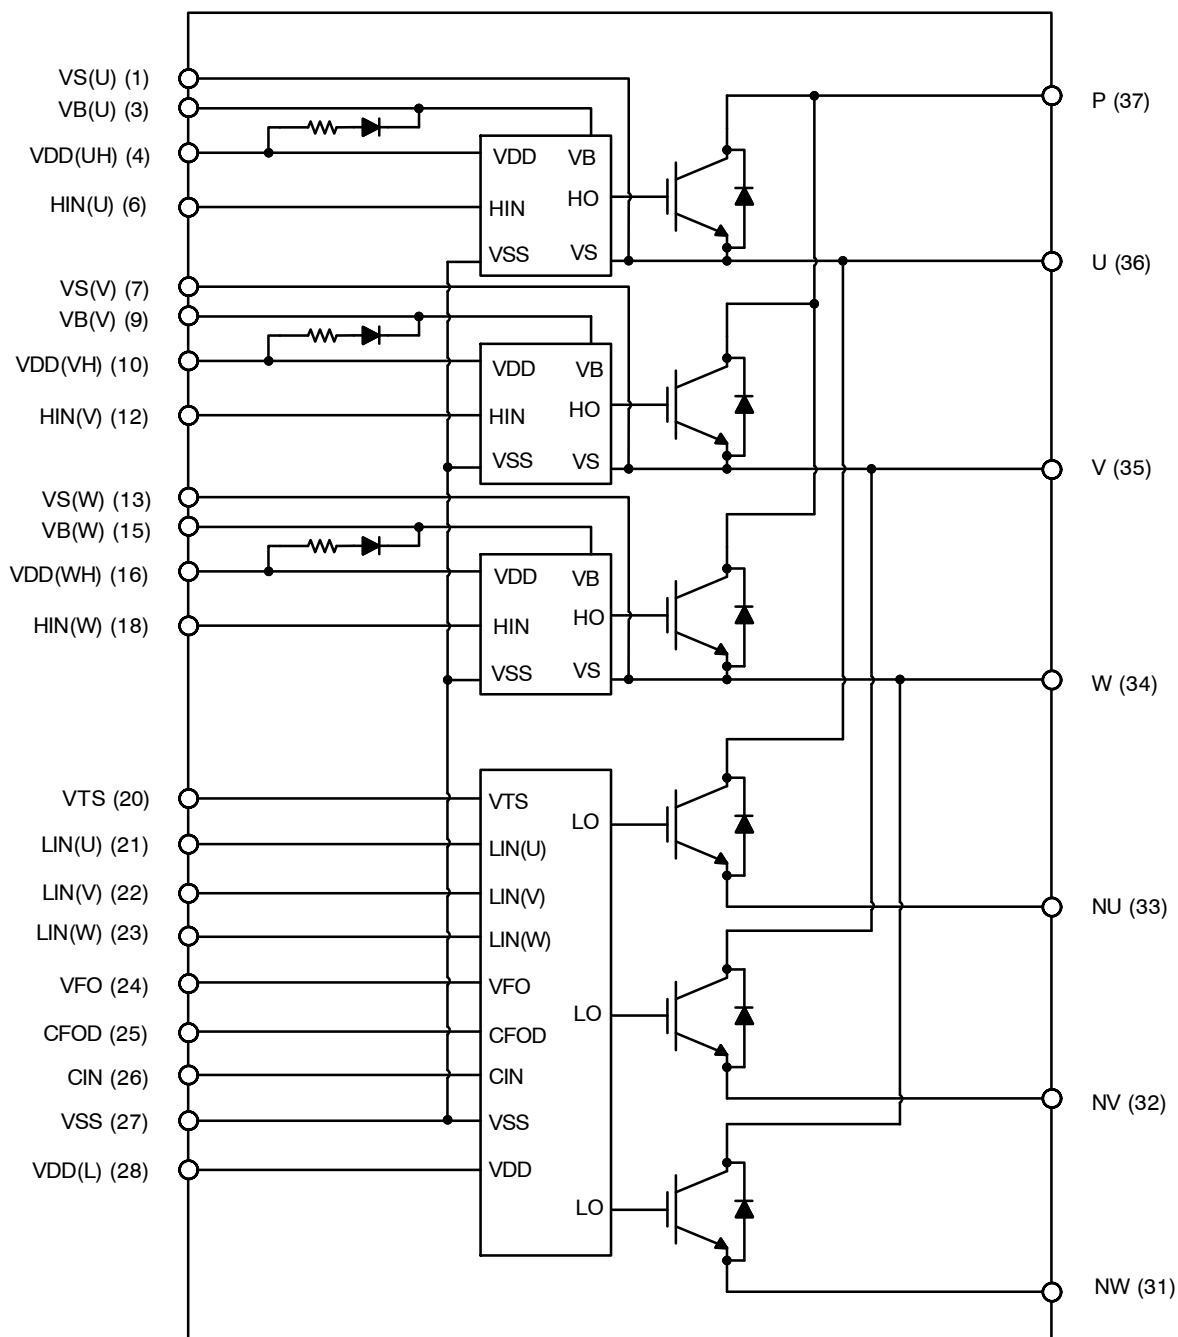 VS(U) (1)
VB(U) (3)
VDD(UH) (4)
HIN(U) (6)
VS(V) (7)
VB(V) (9)
VDD(VH) (10)
HIN(V) (12)
VS(W) (13)
VB(W) (15)
VDD(WH) (16)
HIN(W) (18)
VTS (20)
LIN(U) (21)
LIN(V) (22)
LIN(W) (23)
VFO (24)
CFOD (25)
CIN (26)
VSS (27)
VDD(L) (28)
VDD VB
HO
HIN
VSS VS
VDD VB
HO
HIN
VSS VS
VDD VB
HO
HIN
VSS VS
VTS
LO
LIN(U)
LIN(V)
LIN(W)
VFO
LO
CFOD
CIN
VSS
VDD
LO
P (37)
U (36)
V (35)
W (34)
NU (33)
NV (32)
NW (31)